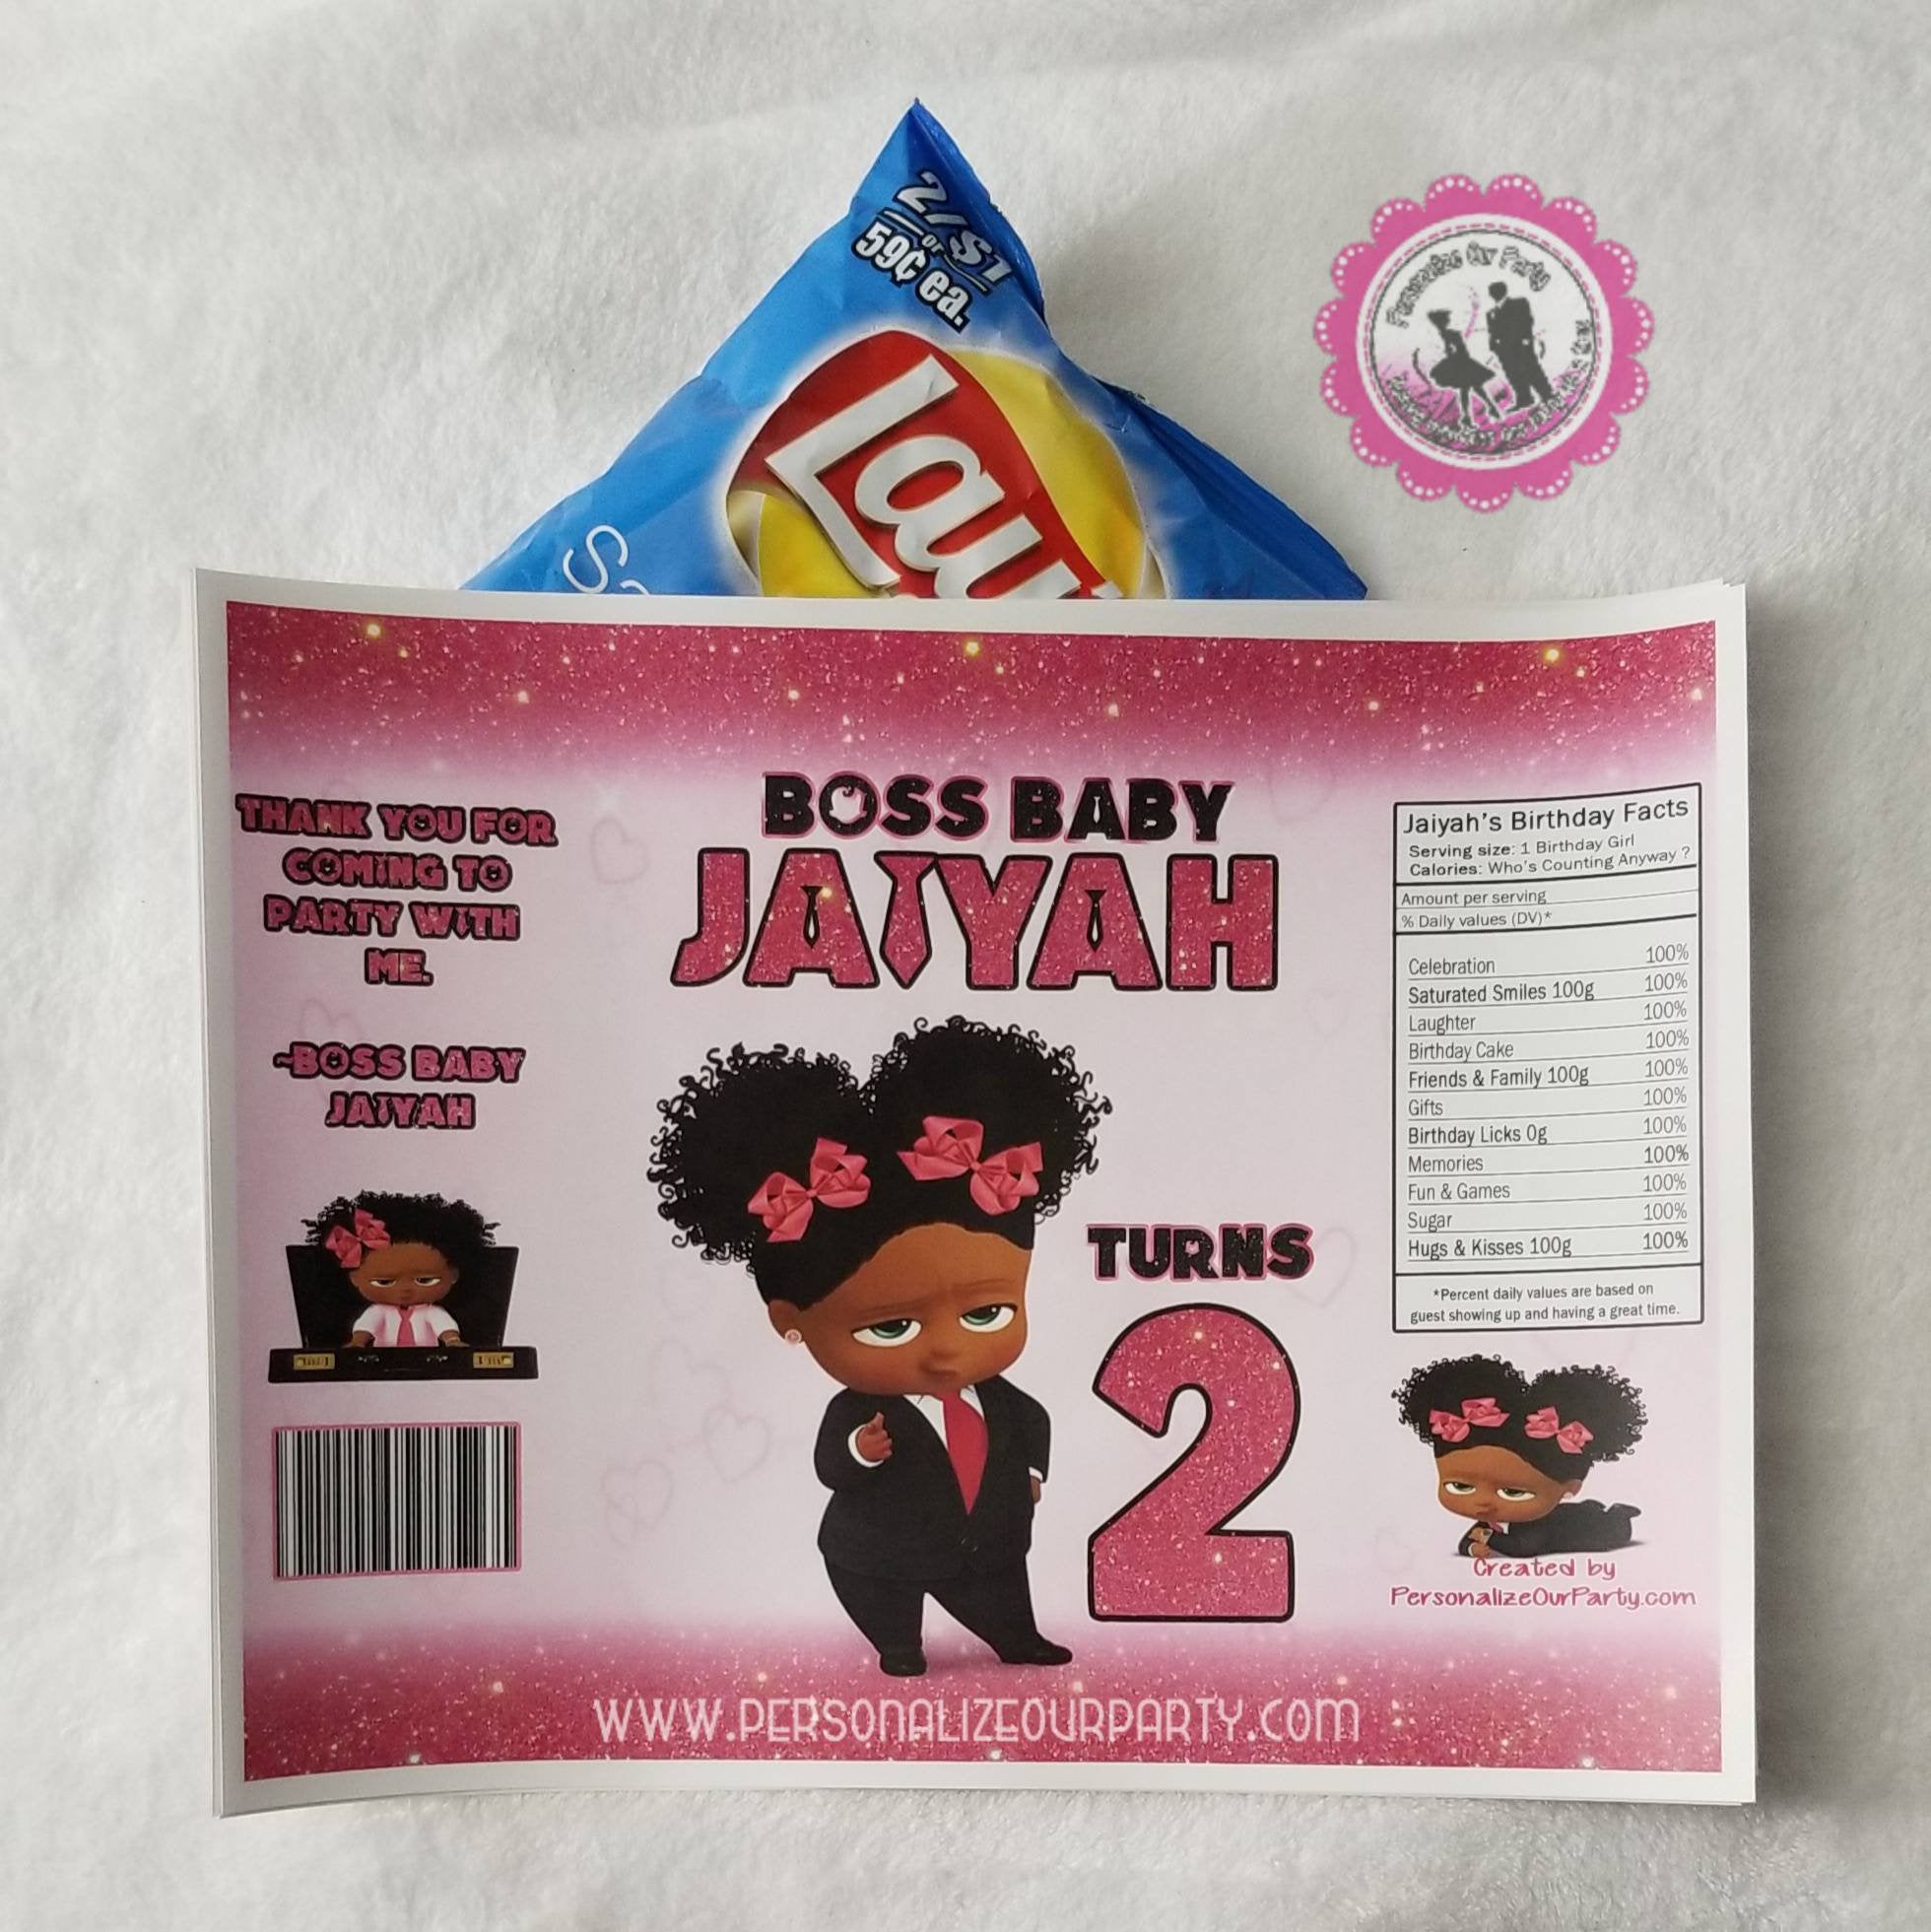 2/$1
or
59¢ ea.
Lay's
Personalize Our Party
THANK YOU FOR
COMING TO
PARTY WITH
ME.
~BOSS BABY
JAIYAH
BOSS BABY
JAIYAH
TURNS
2
Jaiyah's Birthday Facts
Serving size: 1 Birthday Girl
Calories: Who's Counting Anyway ?
Amount per serving
% Daily values (DV)*
Celebration 100%
Saturated Smiles 100g 100%
Laughter 100%
Birthday Cake 100%
Friends & Family 100g 100%
Gifts 100%
Birthday Licks 0g 100%
Memories 100%
Fun & Games 100%
Sugar 100%
Hugs & Kisses 100g 100%
*Percent daily values are based on
guest showing up and having a great time.
Created by
PersonalizeOurParty.com
WWW.PERSONALIZEOURPARTY.COM